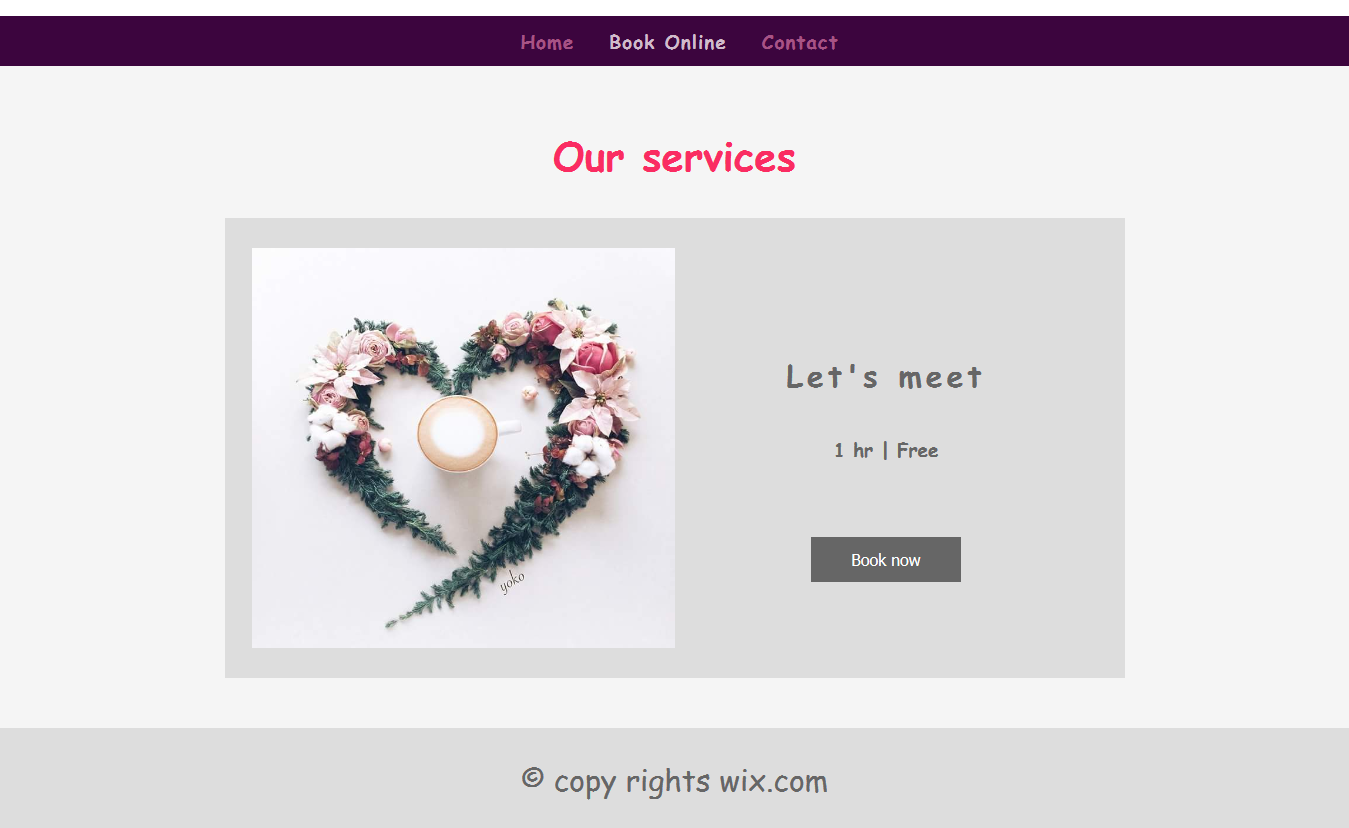 Home Book Online Contact
Our services
Let's meet
1 hr | Free
Book now
yoko
© copy rights wix.com